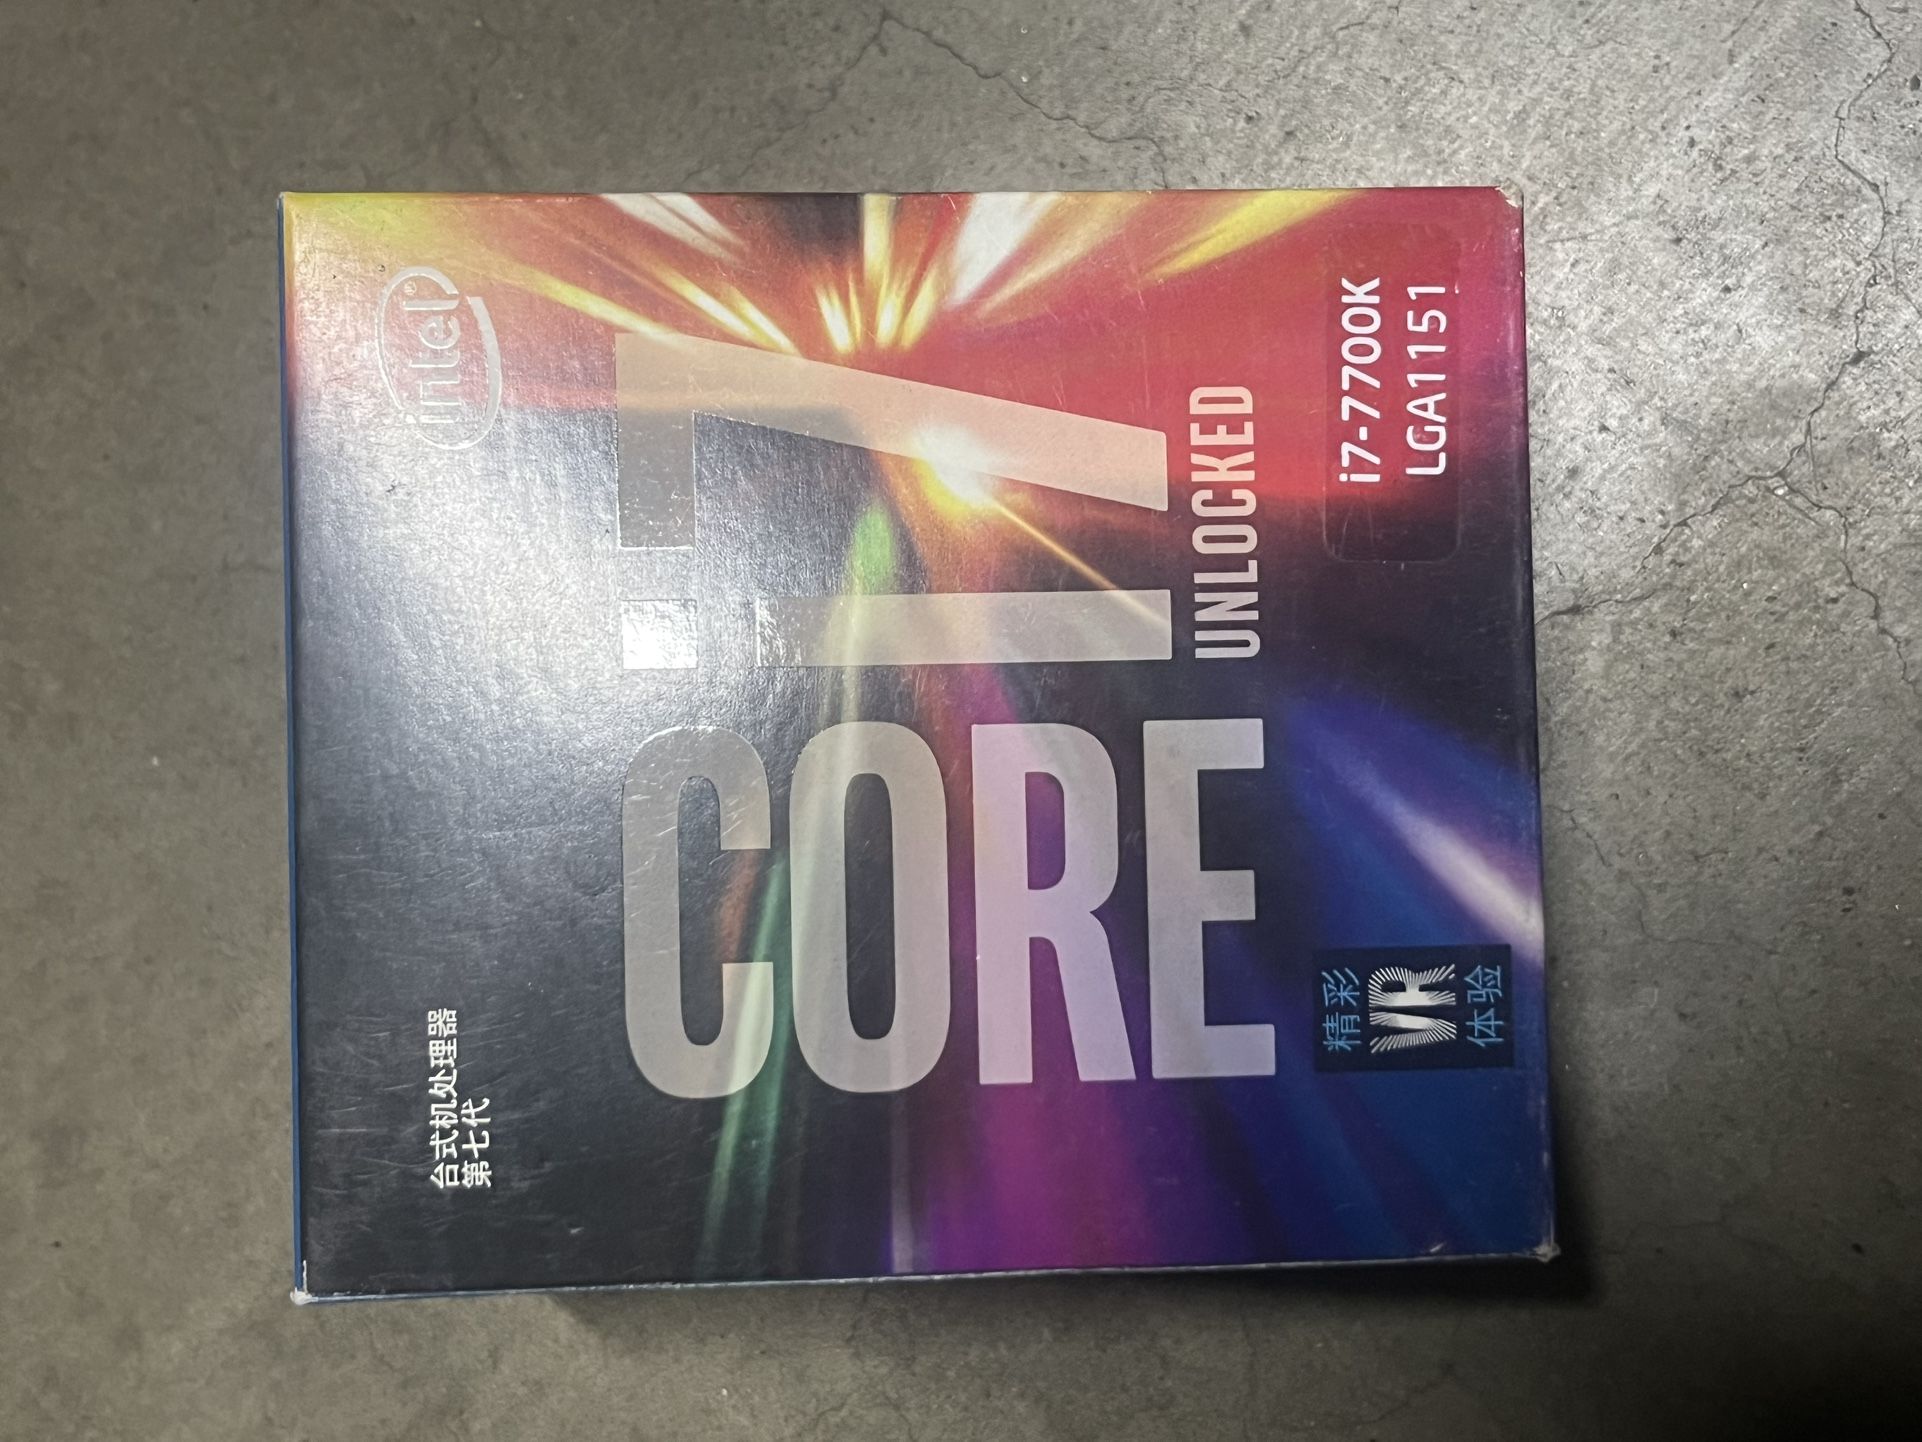 台式机处理器
第七代
intel®
CORE i7
UNLOCKED
精彩
VR
体验
i7-7700K
LGA1151